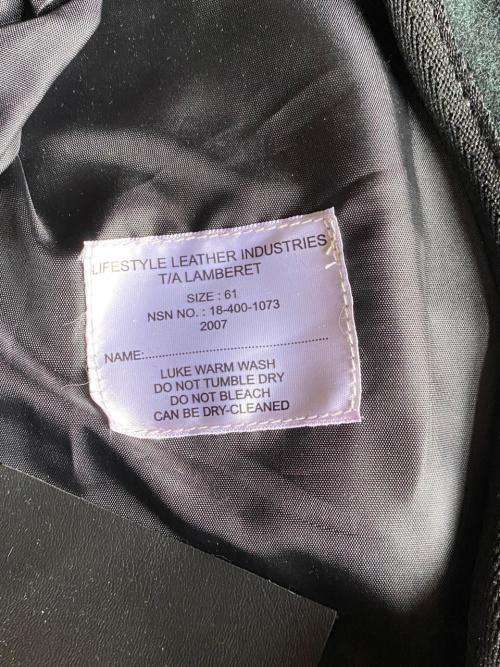 LIFESTYLE LEATHER INDUSTRIES
T/A LAMBERET
SIZE : 61
NSN NO. : 18-400-1073
2007
NAME:..........................................................
LUKE WARM WASH
DO NOT TUMBLE DRY
DO NOT BLEACH
CAN BE DRY-CLEANED